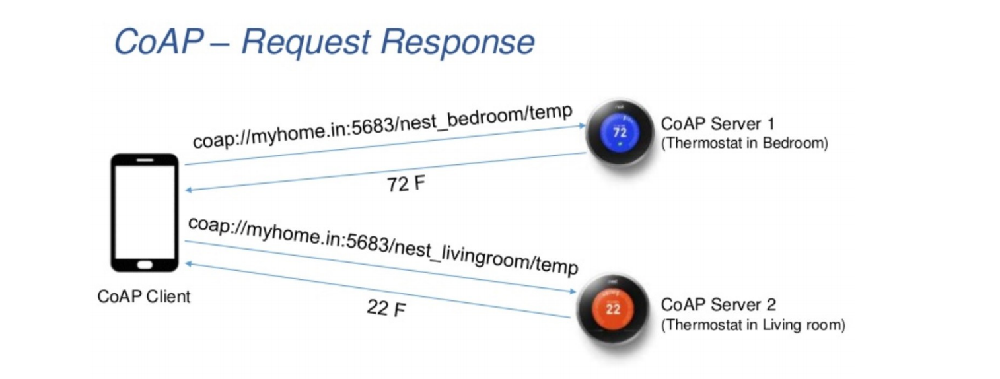 CoAP – Request Response
coap://myhome.in:5683/nest_bedroom/temp
72
CoAP Server 1
(Thermostat in Bedroom)
72 F
coap://myhome.in:5683/nest_livingroom/temp
CoAP Client
22 F
nest
22
CoAP Server 2
(Thermostat in Living room)